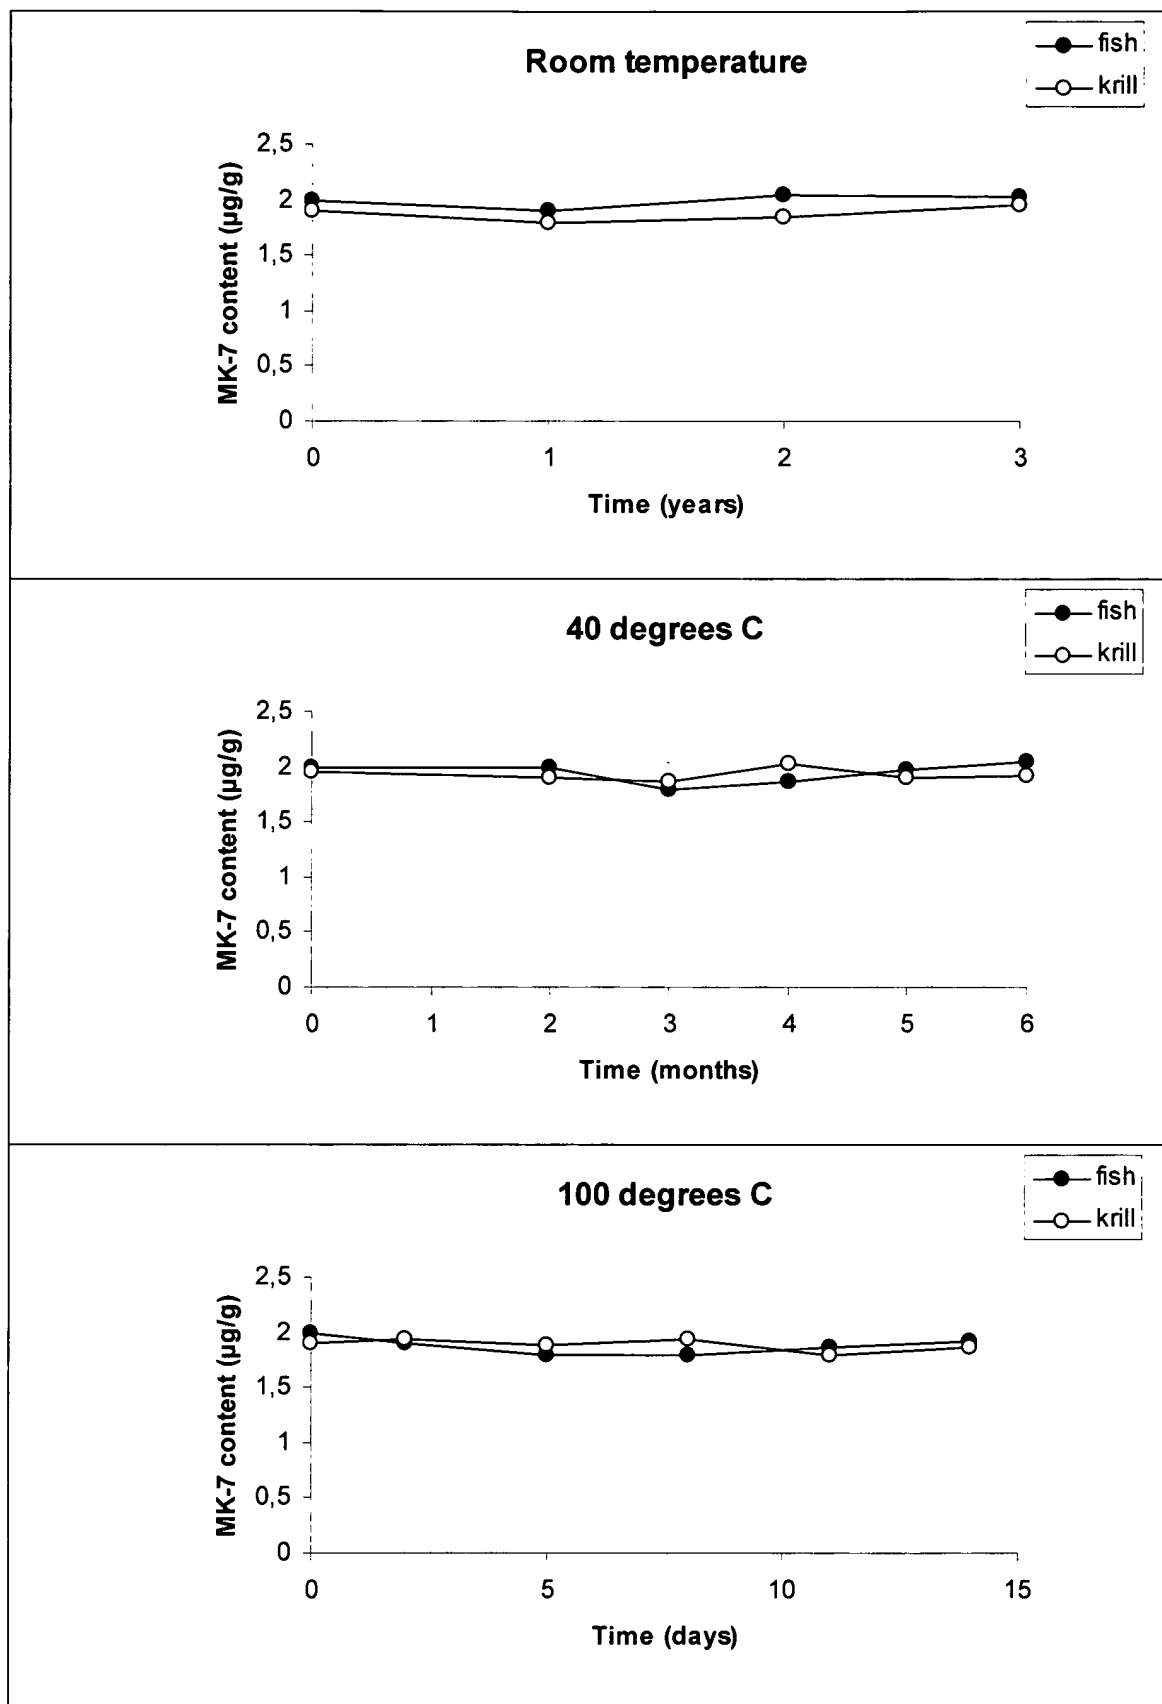 Room temperature
fish
krill
MK-7 content (µg/g)
2,5
2
1,5
1
0,5
0
0 1 2 3
Time (years)
40 degrees C
fish
krill
MK-7 content (µg/g)
2,5
2
1,5
1
0,5
0
0 1 2 3 4 5 6
Time (months)
100 degrees C
fish
krill
MK-7 content (µg/g)
2,5
2
1,5
1
0,5
0
0 5 10 15
Time (days)